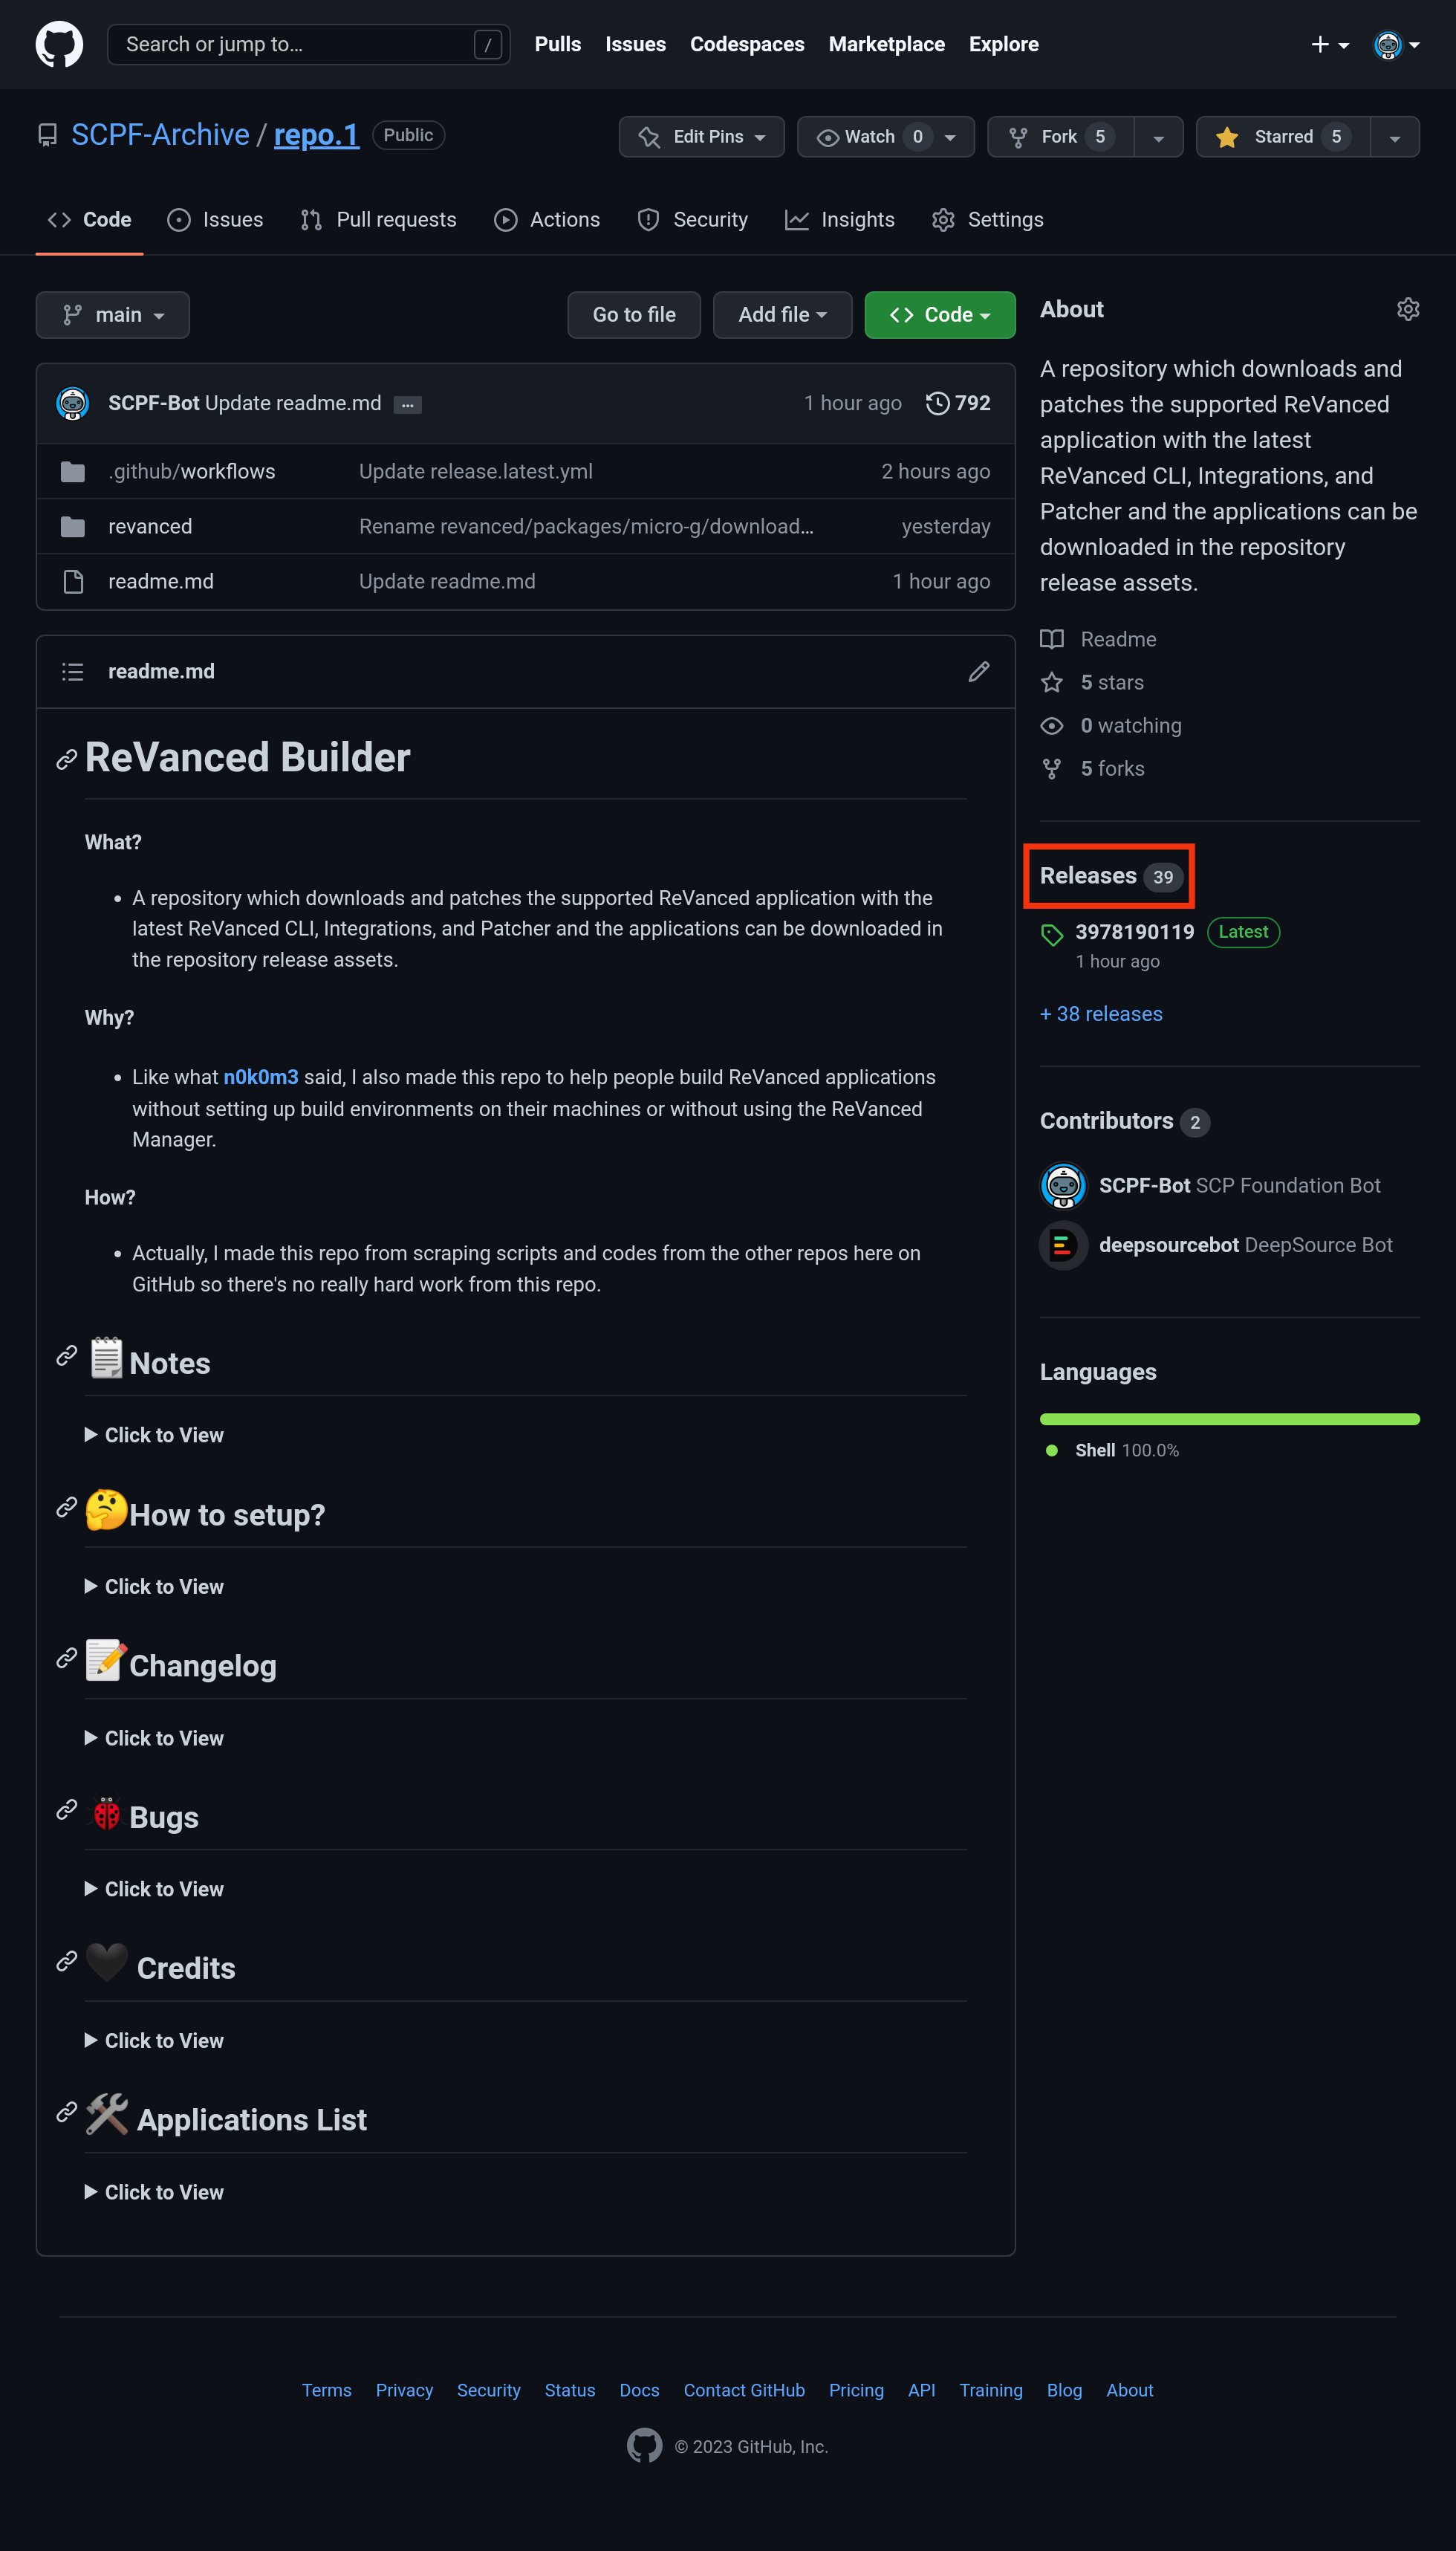 Search or jump to... /
Pulls Issues Codespaces Marketplace Explore
SCPF-Archive / repo.1 Public
Edit Pins Watch 0 Fork 5 Starred 5
Code Issues Pull requests Actions Security Insights Settings
main Go to file Add file Code
SCPF-Bot Update readme.md ... 1 hour ago 792
.github/workflows Update release.latest.yml 2 hours ago
revanced Rename revanced/packages/micro-g/download... yesterday
readme.md Update readme.md 1 hour ago
readme.md
ReVanced Builder
What?
• A repository which downloads and patches the supported ReVanced application with the
latest ReVanced CLI, Integrations, and Patcher and the applications can be downloaded in
the repository release assets.
Why?
• Like what n0k0m3 said, I also made this repo to help people build ReVanced applications
without setting up build environments on their machines or without using the ReVanced
Manager.
How?
• Actually, I made this repo from scraping scripts and codes from the other repos here on
GitHub so there's no really hard work from this repo.
Notes
Click to View
How to setup?
Click to View
Changelog
Click to View
Bugs
Click to View
Credits
Click to View
Applications List
Click to View
About
A repository which downloads and
patches the supported ReVanced
application with the latest
ReVanced CLI, Integrations, and
Patcher and the applications can be
downloaded in the repository
release assets.
Readme
5 stars
0 watching
5 forks
Releases 39
3978190119 Latest
1 hour ago
+ 38 releases
Contributors 2
SCPF-Bot SCP Foundation Bot
deepsourcebot DeepSource Bot
Languages
Shell 100.0%
Terms Privacy Security Status Docs Contact GitHub Pricing API Training Blog About
© 2023 GitHub, Inc.